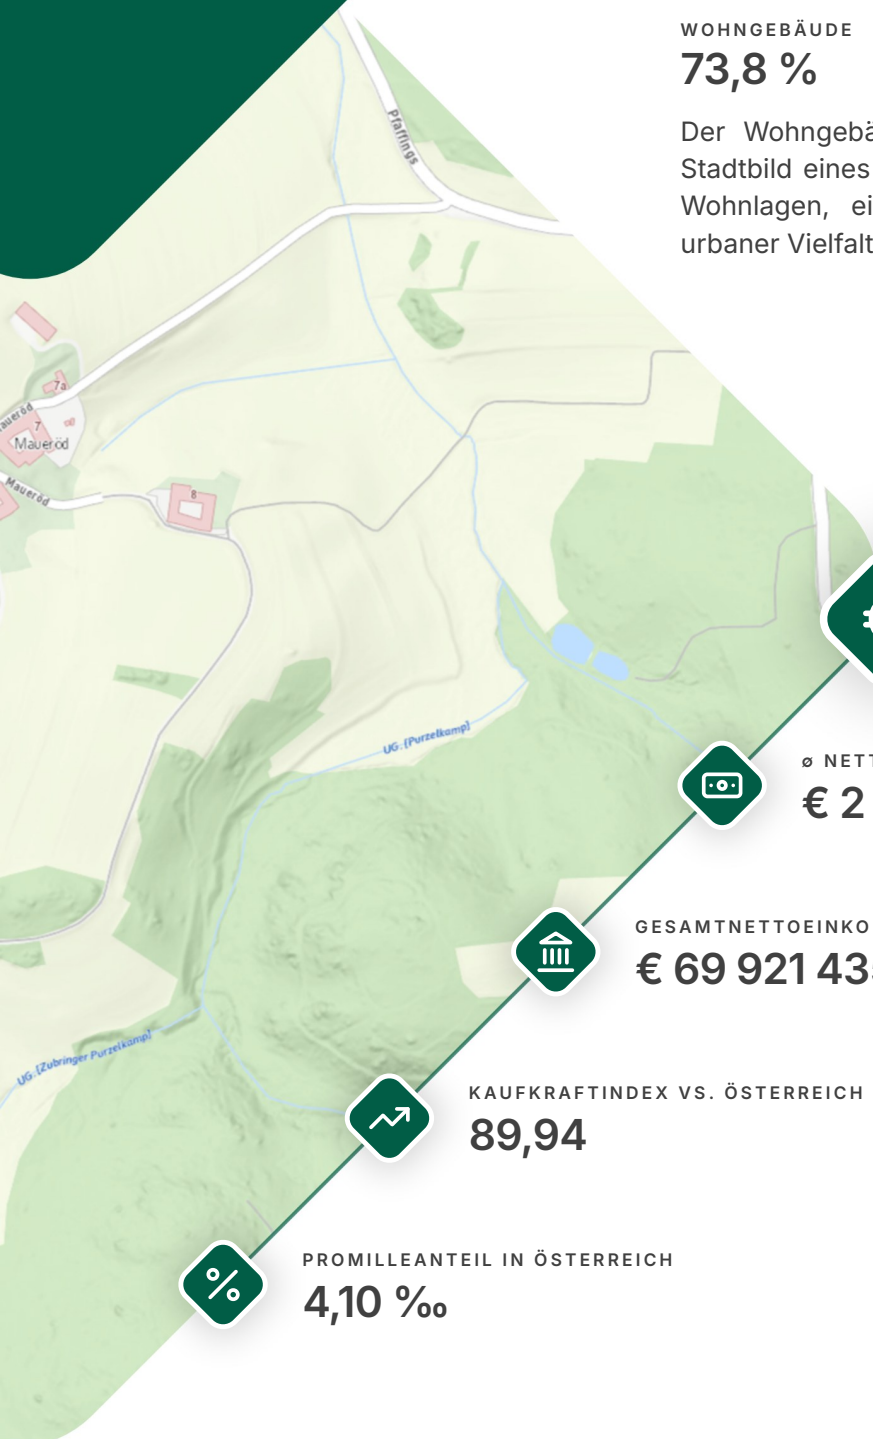 WOHNGEBÄUDE
73,8 %
Der Wohngebä
Stadtbild eines
Wohnlagen, ei
urbaner Vielfalt
Pfaffings
7a
Maueröd
7
Maueröd
Maueröd
8
UG: [Purzelkamp]
ø NETT
€ 2
GESAMTNETTOEINKO
€ 69 921 43
UG: [Zubringer Purzelkamp]
KAUFKRAFTINDEX VS. ÖSTERREICH
89,94
PROMILLEANTEIL IN ÖSTERREICH
4,10 ‰